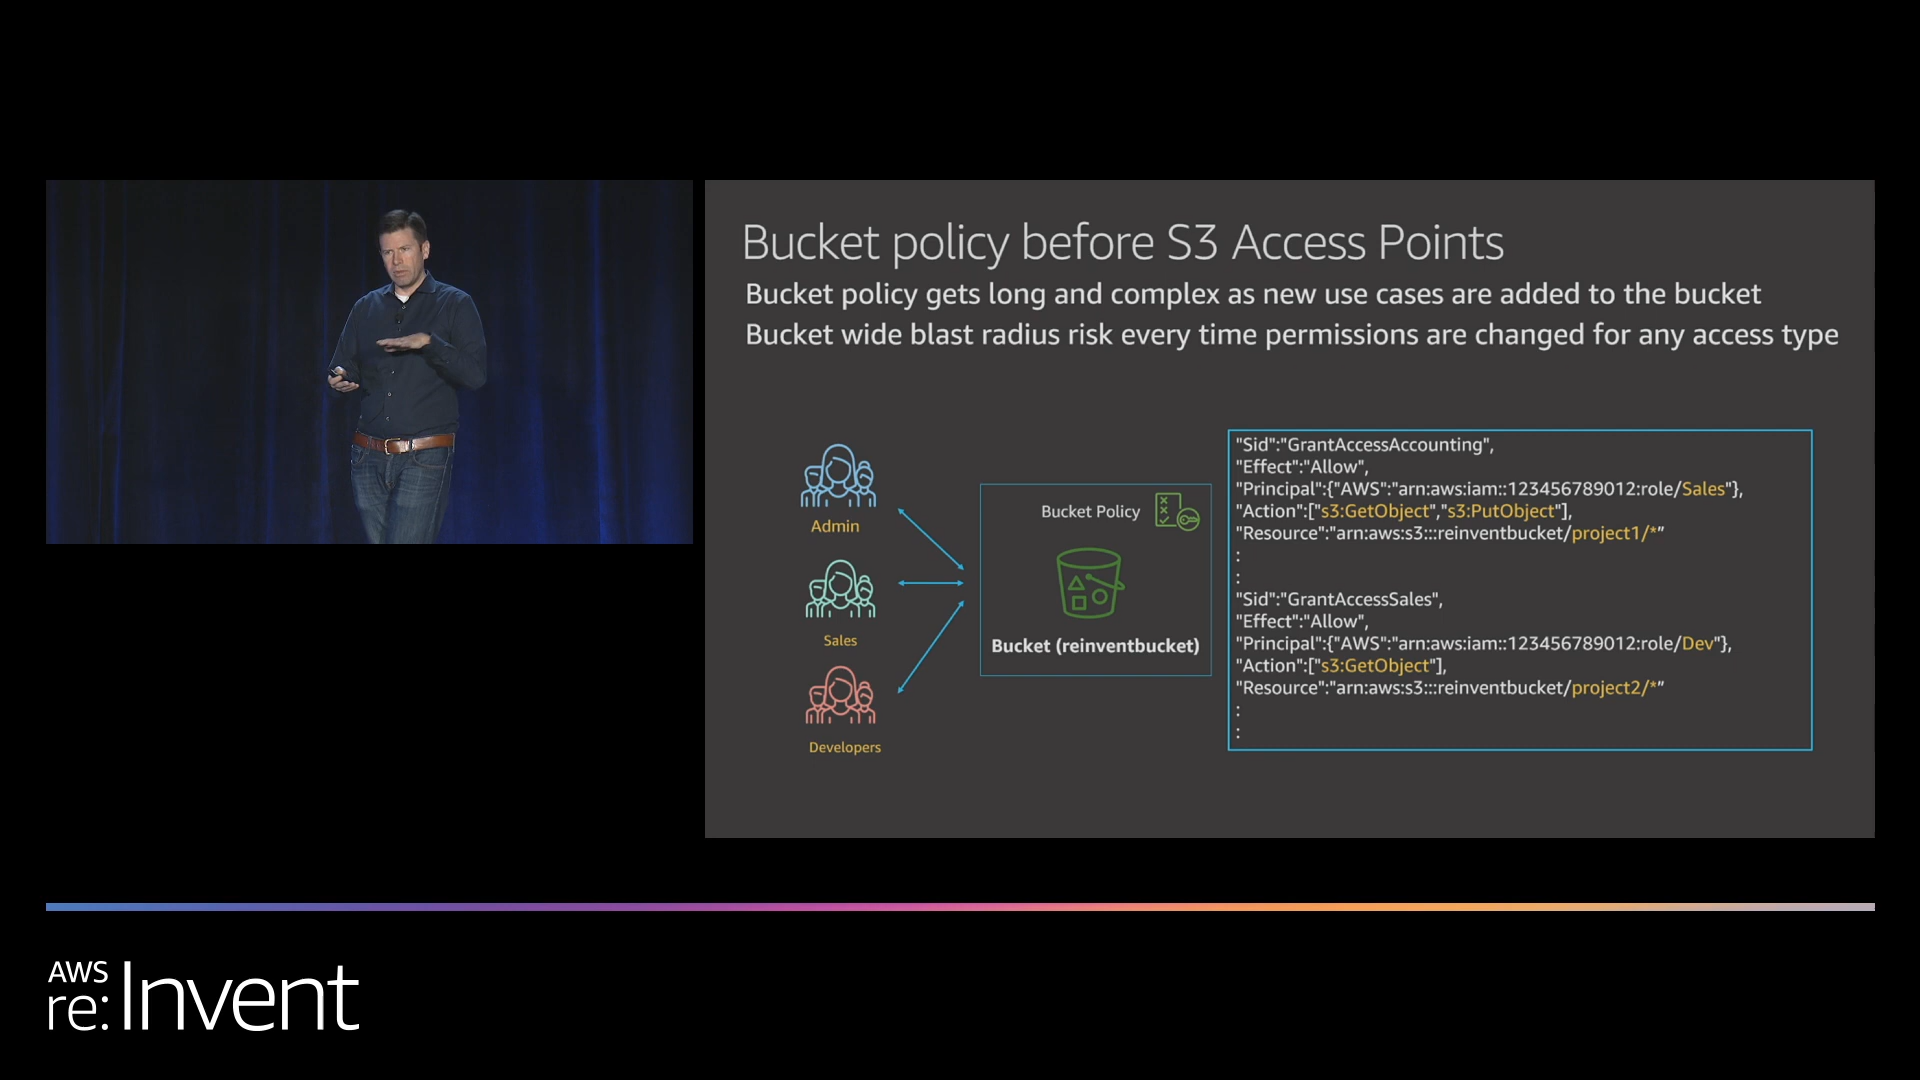 Bucket policy before S3 Access Points
Bucket policy gets long and complex as new use cases are added to the bucket
Bucket wide blast radius risk every time permissions are changed for any access type
Admin
Sales
Developers
Bucket Policy
Bucket (reinventbucket)
"Sid":"GrantAccessAccounting",
"Effect":"Allow",
"Principal":{"AWS":"arn:aws:iam::123456789012:role/Sales"},
"Action":["s3:GetObject","s3:PutObject"],
"Resource":"arn:aws:s3:::reinventbucket/project1/*”
:
:
"Sid":"GrantAccessSales",
"Effect":"Allow",
"Principal":{"AWS":"arn:aws:iam::123456789012:role/Dev"},
"Action":["s3:GetObject"],
"Resource":"arn:aws:s3:::reinventbucket/project2/*”
:
:
AWS
re:Invent